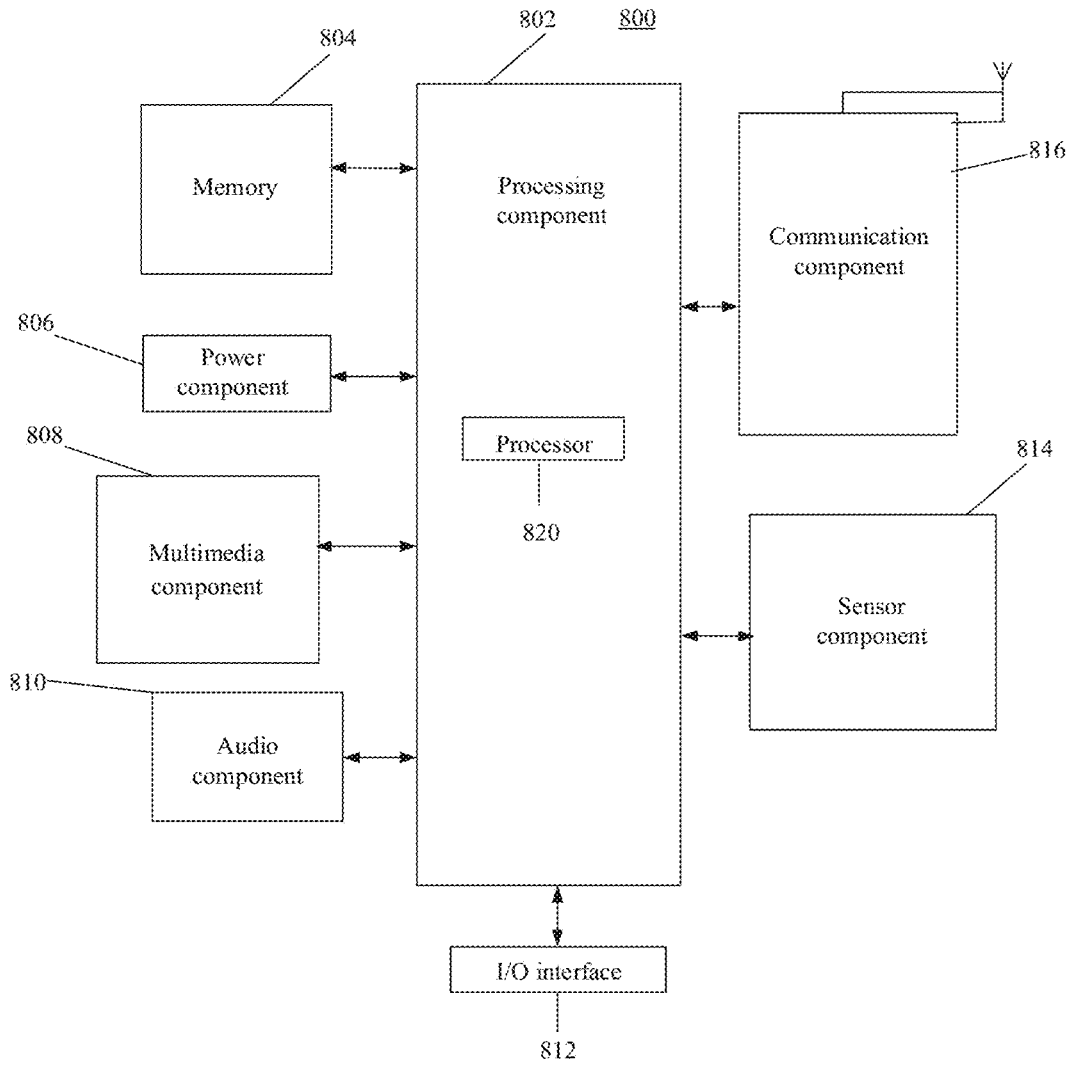 802
800
804
Memory
Processing
component
816
Communication
component
806
Power
component
808
Processor
820
814
Multimedia
component
Sensor
component
810
Audio
component
I/O interface
812